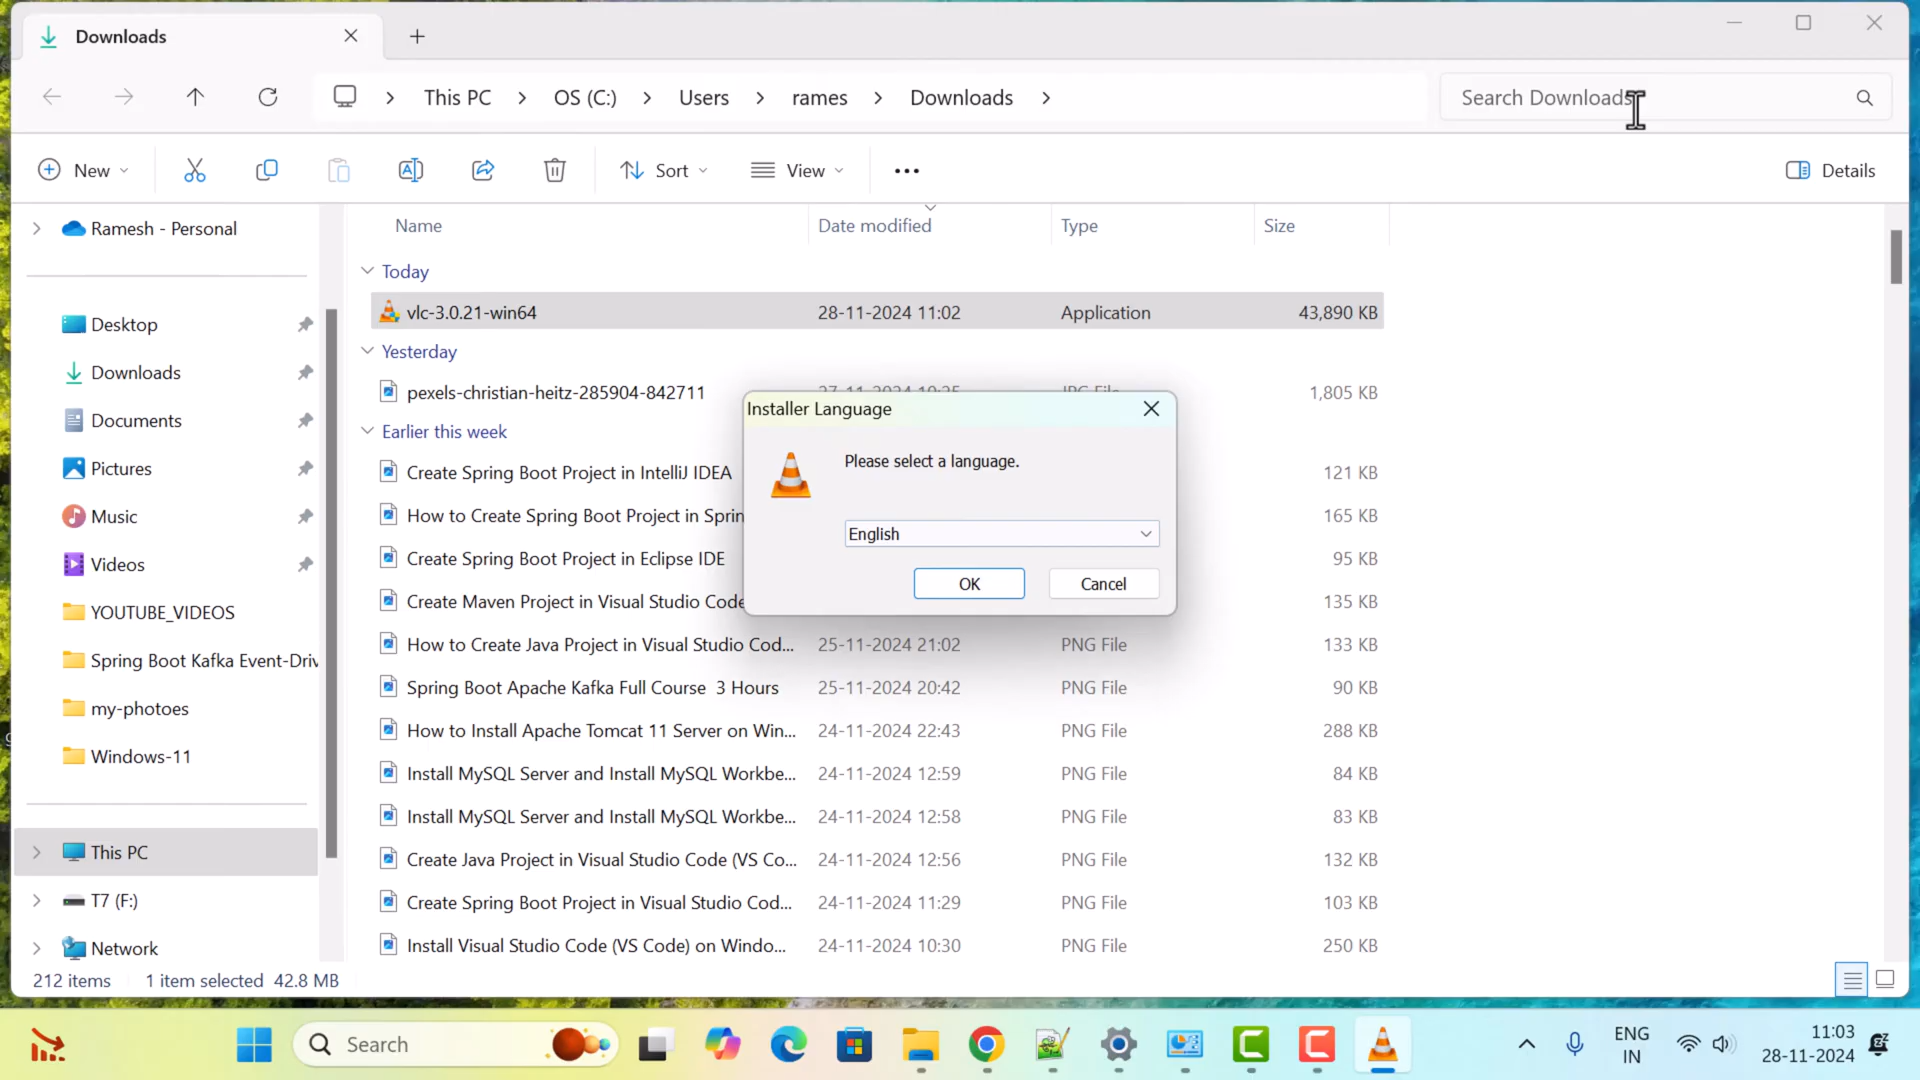 Downloads
This PC OS (C:) Users rames Downloads
Search Downloads
New Sort View Details
Ramesh - Personal
Desktop
Downloads
Documents
Pictures
Music
Videos
YOUTUBE_VIDEOS
Spring Boot Kafka Event-Driv
my-photoes
Windows-11
This PC
T7 (F:)
Network
Name Date modified Type Size
Today
vlc-3.0.21-win64 28-11-2024 11:02 Application 43,890 KB
Yesterday
pexels-christian-heitz-285904-842711 27-11-2024 10:25 JPG File 1,805 KB
Earlier this week
Create Spring Boot Project in IntelliJ IDEA 121 KB
How to Create Spring Boot Project in Sprin 165 KB
Create Spring Boot Project in Eclipse IDE 95 KB
Create Maven Project in Visual Studio Code 135 KB
How to Create Java Project in Visual Studio Cod... 25-11-2024 21:02 PNG File 133 KB
Spring Boot Apache Kafka Full Course 3 Hours 25-11-2024 20:42 PNG File 90 KB
How to Install Apache Tomcat 11 Server on Win... 24-11-2024 22:43 PNG File 288 KB
Install MySQL Server and Install MySQL Workbe... 24-11-2024 12:59 PNG File 84 KB
Install MySQL Server and Install MySQL Workbe... 24-11-2024 12:58 PNG File 83 KB
Create Java Project in Visual Studio Code (VS Co... 24-11-2024 12:56 PNG File 132 KB
Create Spring Boot Project in Visual Studio Cod... 24-11-2024 11:29 PNG File 103 KB
Install Visual Studio Code (VS Code) on Windo... 24-11-2024 10:30 PNG File 250 KB
Installer Language
Please select a language.
English
OK Cancel
212 items 1 item selected 42.8 MB
Search
ENG
IN
11:03
28-11-2024